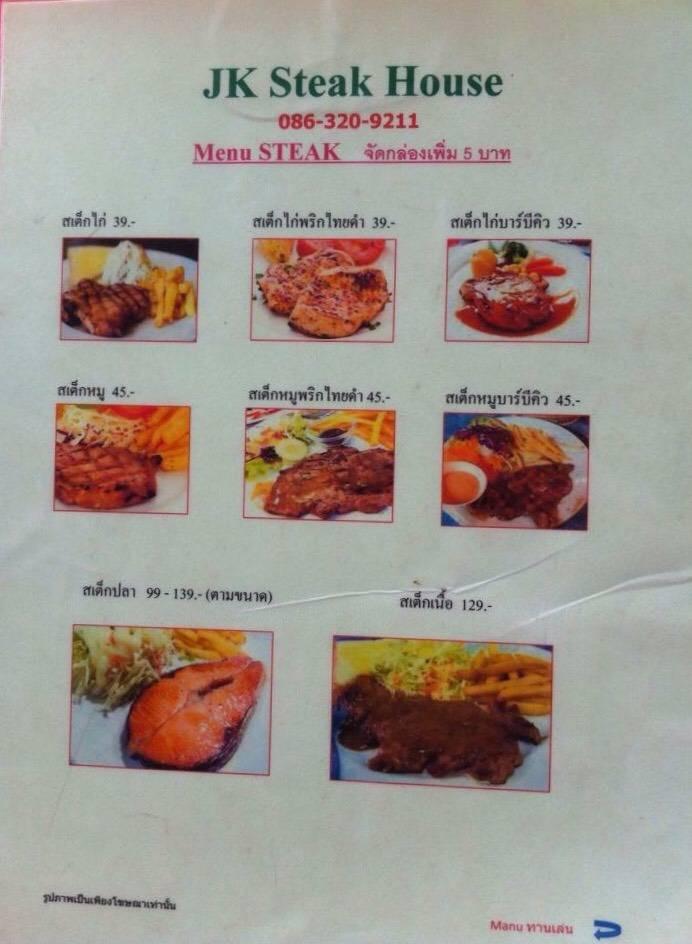 JK Steak House
086-320-9211
Menu STEAK จัดกล่องเพิ่ม 5 บาท
สเต็กไก่ 39.- สเต็กไก่พริกไทยดำ 39.- สเต็กไก่บาร์บีคิว 39.-
สเต็กหมู 45.- สเต็กหมูพริกไทยดำ 45.- สเต็กหมูบาร์บีคิว 45.-
สเต็กปลา 99 - 139.- (ตามขนาด) สเต็กเนื้อ 129.-
รูปภาพเป็นเพียงโฆษณาเท่านั้น
Manu ทานเล่น